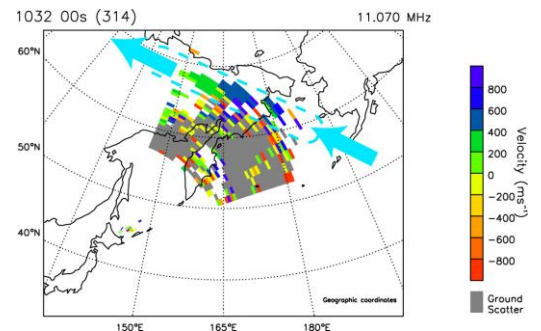 1032 00s (314)
11.070 MHz
60°N
50°N
40°N
150°E
165°E
180°E
Geographic coordinates
800
600
400
200
0
-200
-400
-600
-800
Velocity (ms⁻¹)
Ground
Scatter